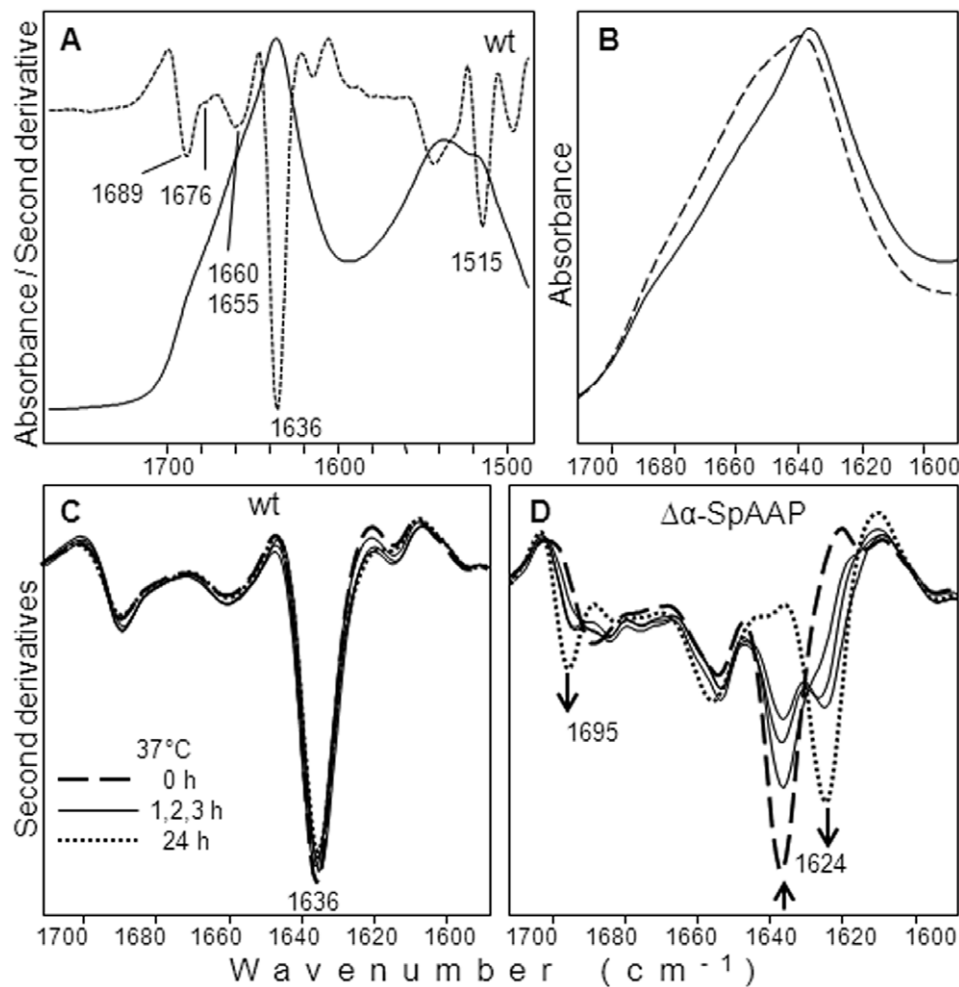 A
wt
B
Absorbance / Second derivative
Absorbance
1689
1676
1660
1655
1636
1515
1700
1600
1500
1700
1680
1660
1640
1620
1600
C
wt
D
Δα-SpAAP
Second derivatives
37°C
0 h
1,2,3 h
24 h
1636
1695
1624
1700
1680
1660
1640
1620
1600
1700
1680
1660
1640
1620
1600
Wavenumber (cm⁻¹)